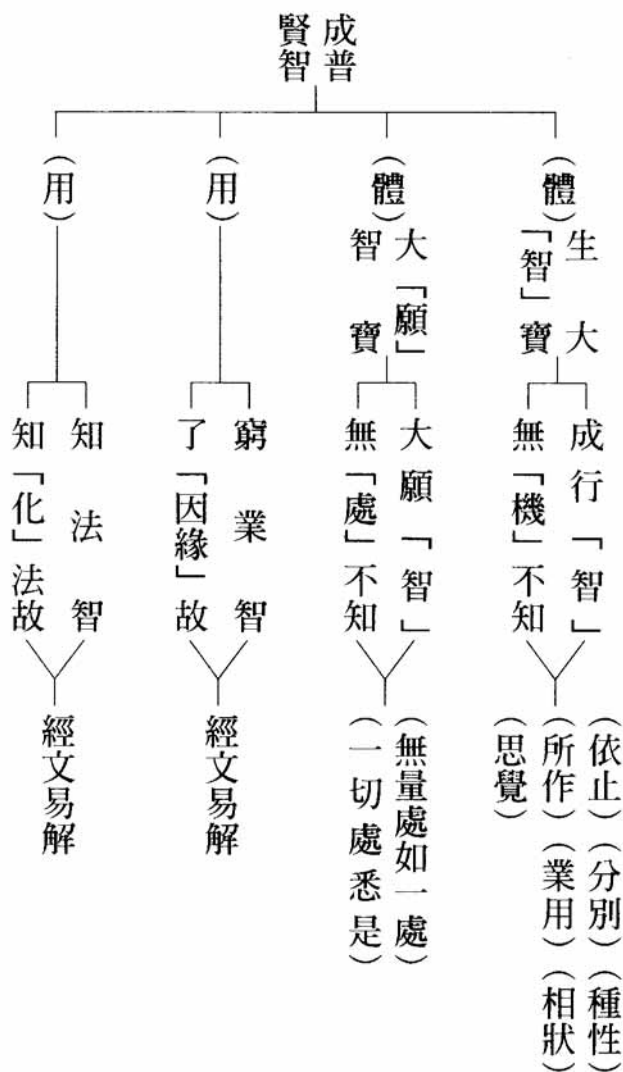 成普
賢智
（體）生大
「智」寶
成行「智」
無「機」不知
（依止）（分別）（種性）
（所作）（業用）（相狀）
（思覺）
（體）大「願」
智寶
大願「智」
無「處」不知
（無量處如一處）
（一切處悉是）
（用）
窮業智
了「因緣」故
經文易解
（用）
知法智
知「化」法故
經文易解